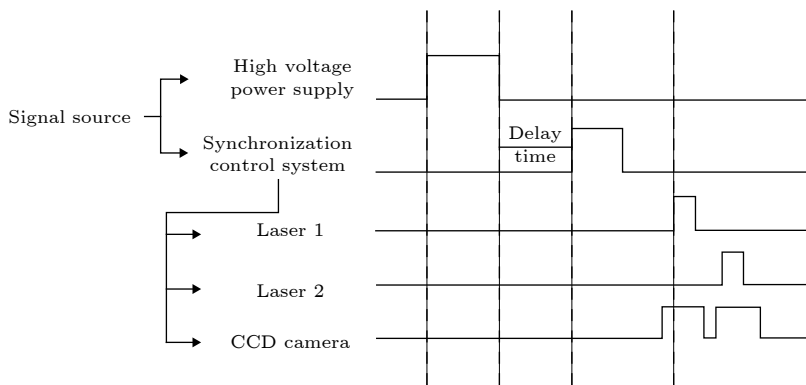 High voltage
power supply
Signal source
Synchronization
control system
Delay
time
Laser 1
Laser 2
CCD camera